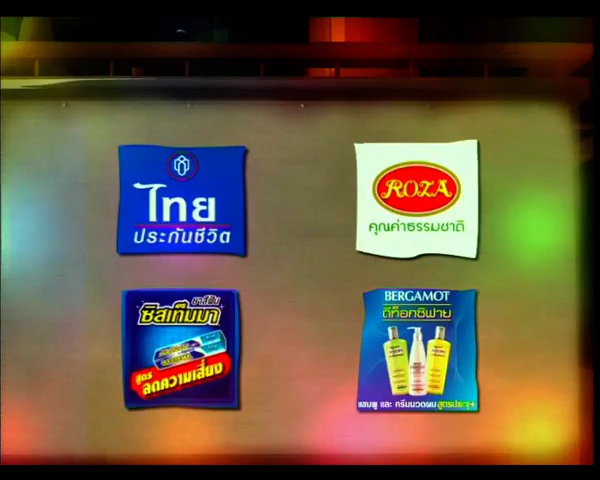 ไทย
ประกันชีวิต
ROZA
คุณค่าธรรมชาติ
ยาสีฟัน
ซิสเท็มมา
สูตร
ลดความเสี่ยง
BERGAMOT
ดีท็อกซิฟาย
แชมพู และ ครีมนวดผม